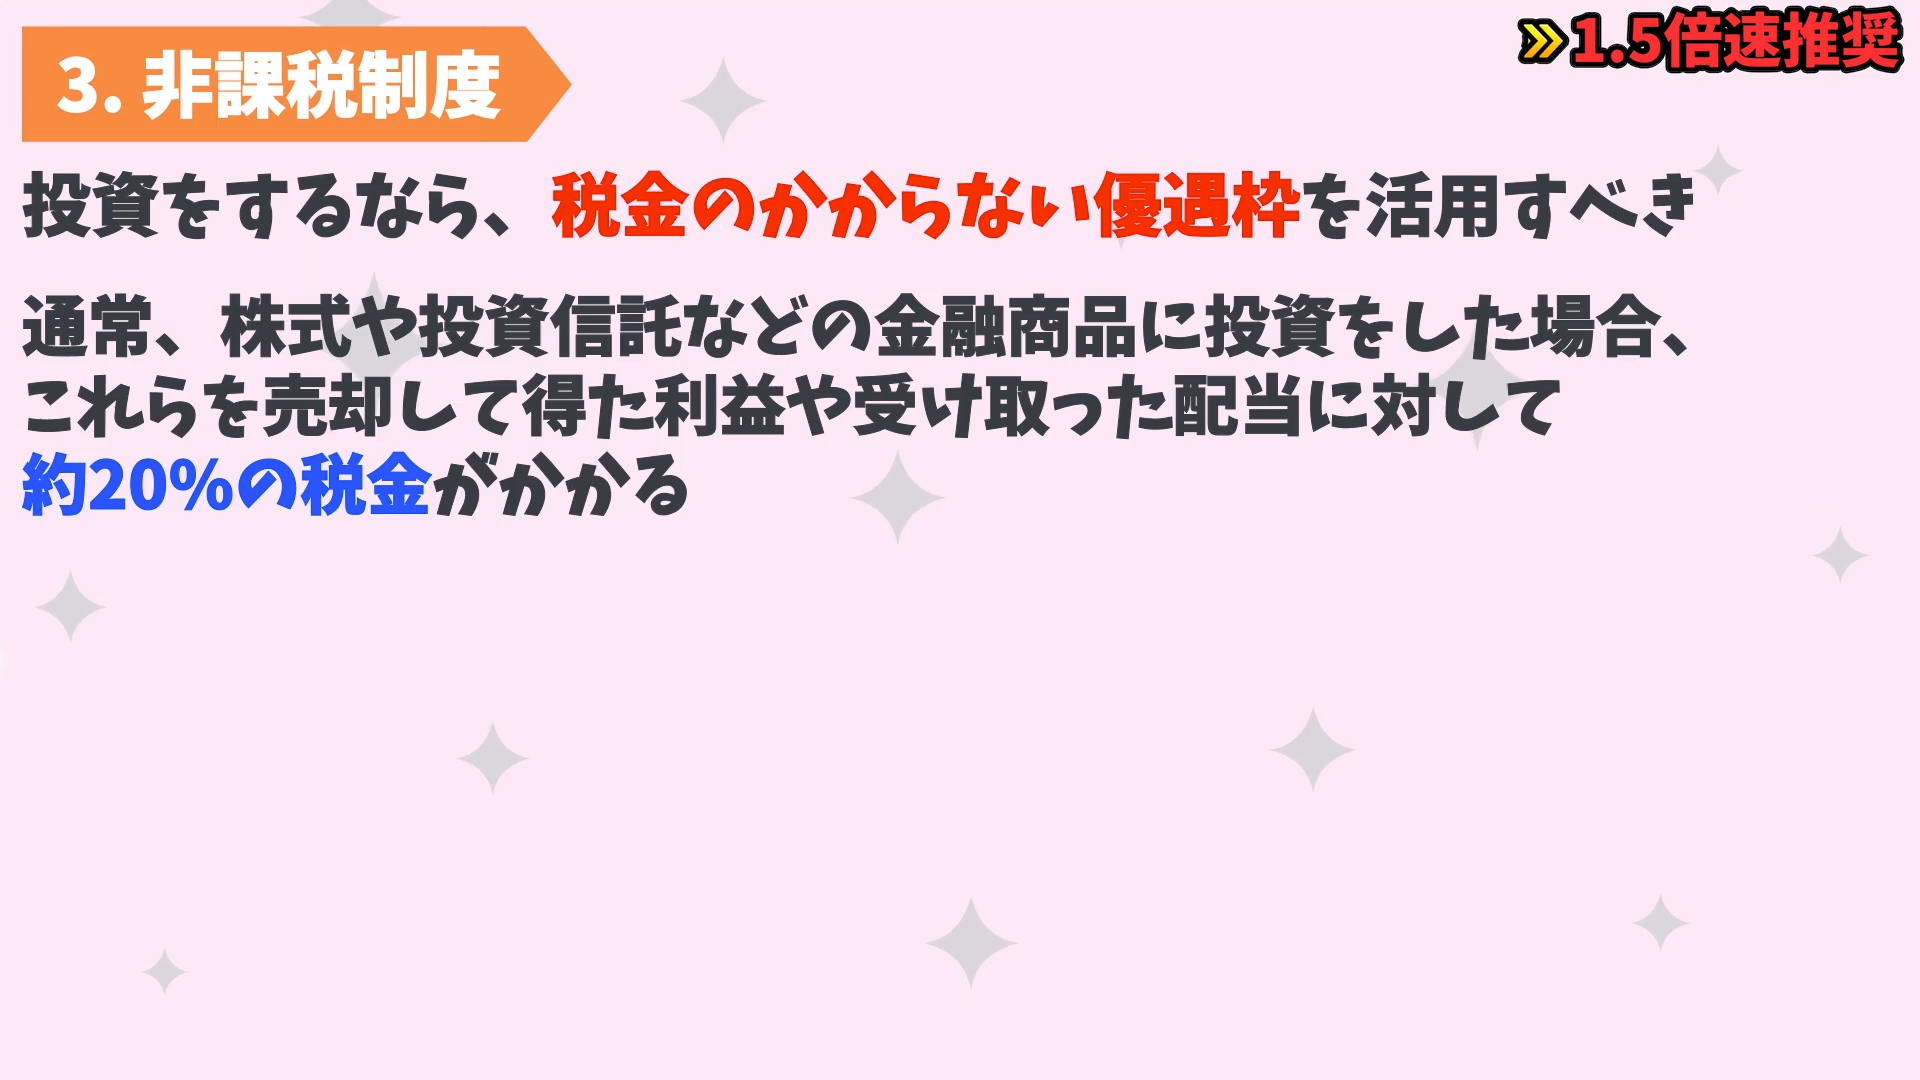 3. 非課税制度
1.5倍速推奨
投資をするなら、税金のかからない優遇枠を活用すべき
通常、株式や投資信託などの金融商品に投資をした場合、
これらを売却して得た利益や受け取った配当に対して
約20%の税金がかかる